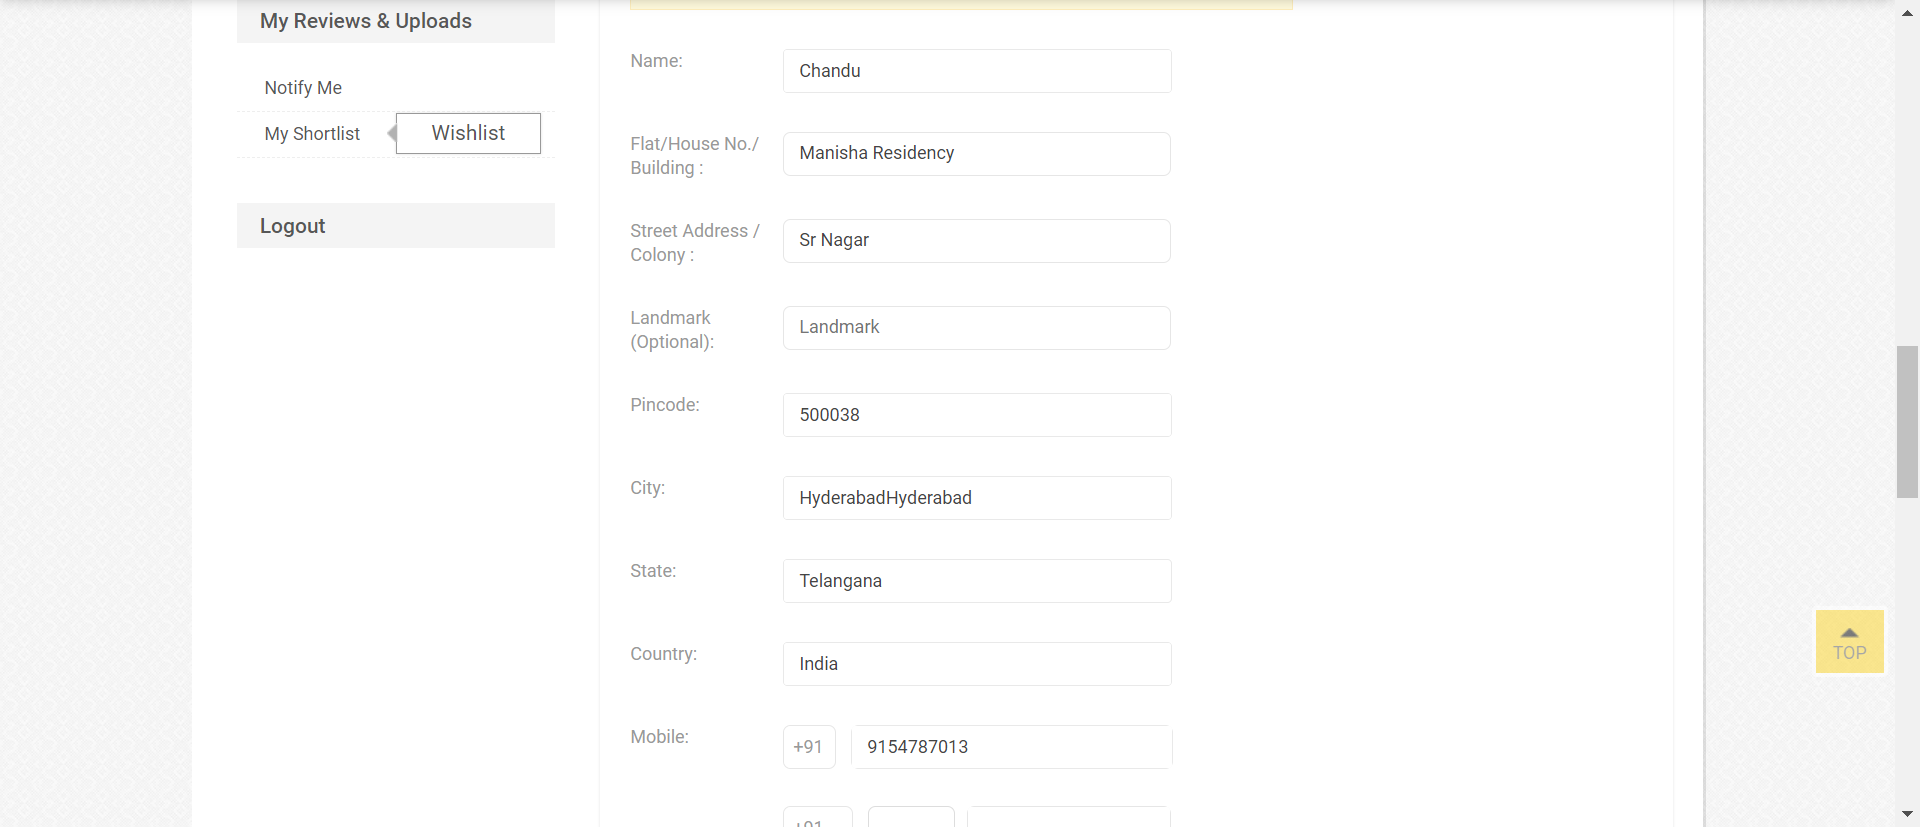 My Reviews & Uploads
Notify Me
My Shortlist
Wishlist
Logout
Name:
Chandu
Flat/House No./
Building :
Manisha Residency
Street Address /
Colony :
Sr Nagar
Landmark
(Optional):
Landmark
Pincode:
500038
City:
HyderabadHyderabad
State:
Telangana
Country:
India
Mobile:
+91
9154787013
+91
TOP